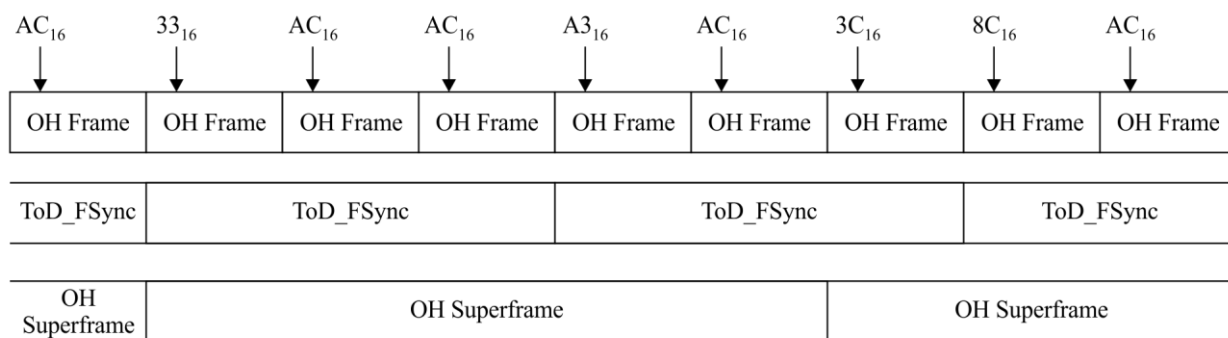 AC₁₆ 33₁₆ AC₁₆ AC₁₆ A3₁₆ AC₁₆ 3C₁₆ 8C₁₆ AC₁₆
OH Frame OH Frame OH Frame OH Frame OH Frame OH Frame OH Frame OH Frame OH Frame
ToD_FSync ToD_FSync ToD_FSync ToD_FSync
OH
Superframe
OH Superframe OH Superframe